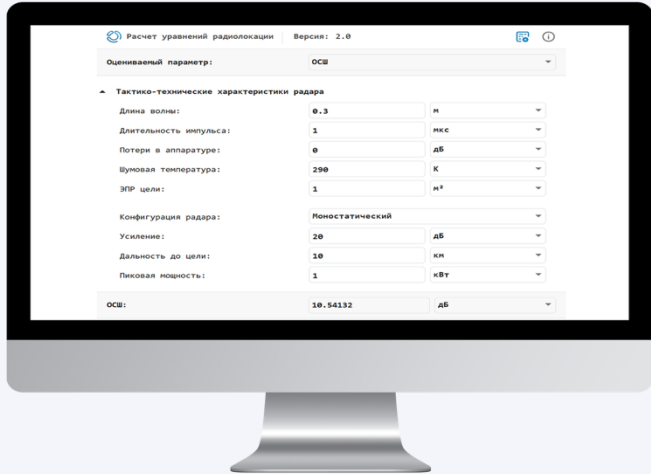 Расчет уравнений радиолокации Версия: 2.0
Оцениваемый параметр: ОСШ
Тактико-технические характеристики радара
Длина волны: 0.3 м
Длительность импульса: 1 мкс
Потери в аппаратуре: 0 дБ
Шумовая температура: 290 К
ЭПР цели: 1 м²
Конфигурация радара: Моностатический
Усиление: 20 дБ
Дальность до цели: 10 км
Пиковая мощность: 1 кВт
ОСШ: 10.54132 дБ